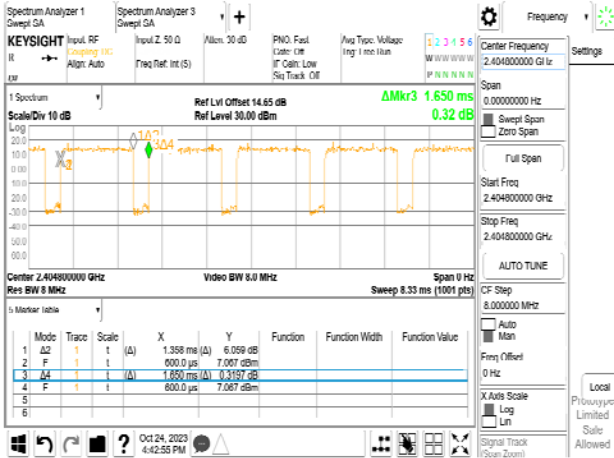 Spectrum Analyzer 1
Swept SA
Spectrum Analyzer 3
Swept SA
+
Frequency
Settings
KEYSIGHT
Input: RF
Coupling: DC
Align: Auto
Input Z: 50 Ω
Freq Ref: Int (S)
Atten: 30 dB
PNO: Fast
Gate: Off
IF Gain: Low
Sig Track: Off
Avg Type: Voltage
Trig: Free Run
1 2 3 4 5 6
W W W W W W
P N N N N N
1 Spectrum
Scale/Div 10 dB
Log
Ref Lvl Offset 14.65 dB
Ref Level 30.00 dBm
ΔMkr3 1.650 ms
0.32 dB
20.0
10.0
0.00
-10.0
-20.0
-30.0
1Δ2
3Δ4
Center 2.404800000 GHz
Res BW 8 MHz
Video BW 8.0 MHz
Span 0 Hz
Sweep 8.33 ms (1001 pts)
5 Marker Table
Mode Trace Scale X Y Function Function Width Function Value
1 Δ2 1 t (Δ) 1.358 ms (Δ) 6.059 dB
2 F 1 t 600.0 µs 7.067 dBm
3 Δ4 1 t (Δ) 1.650 ms (Δ) 0.3197 dB
4 F 1 t 600.0 µs 7.067 dBm
5
6
Center Frequency
2.404800000 GHz
Span
0.00000000 Hz
Swept Span
Zero Span
Full Span
Start Freq
2.404800000 GHz
Stop Freq
2.404800000 GHz
AUTO TUNE
CF Step
8.000000 MHz
Auto
Man
Freq Offset
0 Hz
X Axis Scale
Log
Lin
Signal Track
(Span Zoom)
Local
Prototype
Limited
Sale
Allowed
Oct 24, 2023
4:42:55 PM